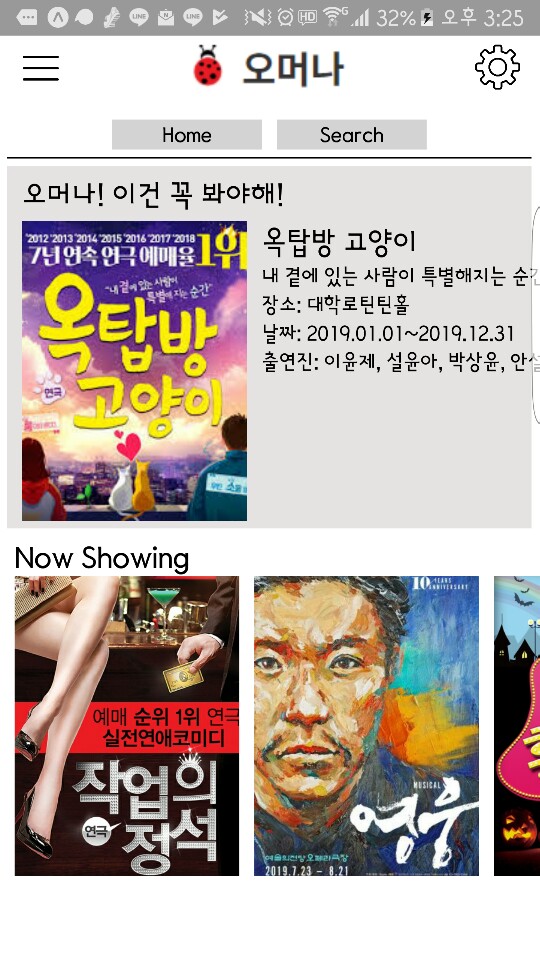 32% 오후 3:25
오머나
Home
Search
오머나! 이건 꼭 봐야해!
'2012 '2013 '2014 '2015 '2016 '2017 '2018
7년 연속 연극 예매율 1위
"내 곁에 있는 사람이
특별해지는 순간"
옥탑방
고양이
연극
옥탑방 고양이
내 곁에 있는 사람이 특별해지는 순간
장소: 대학로틴틴홀
날짜: 2019.01.01~2019.12.31
출연진: 이윤제, 설윤아, 박상윤, 안
Now Showing
예매 순위 1위 연극
실전연애코미디
작업의
정석
연극
10 YEARS
ANNIVERSARY
MUSICAL
영웅
예술의전당 오페라극장
2019.7.23 – 8.21